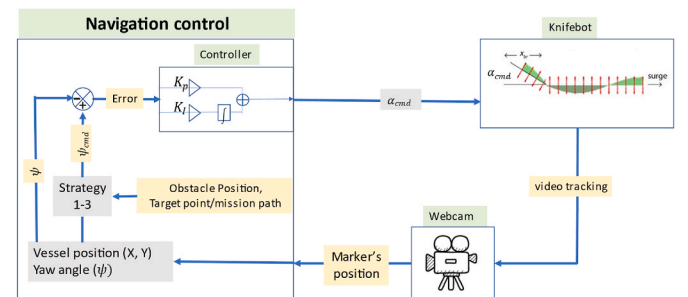 Navigation control
Knifebot
Controller
x_hr
α_cmd
surge
K_p
Error
K_I
∫
α_cmd
ψ_cmd
ψ
Strategy
1-3
Obstacle Position,
Target point/mission path
video tracking
Webcam
Vessel position (X, Y)
Yaw angle (ψ)
Marker's
position